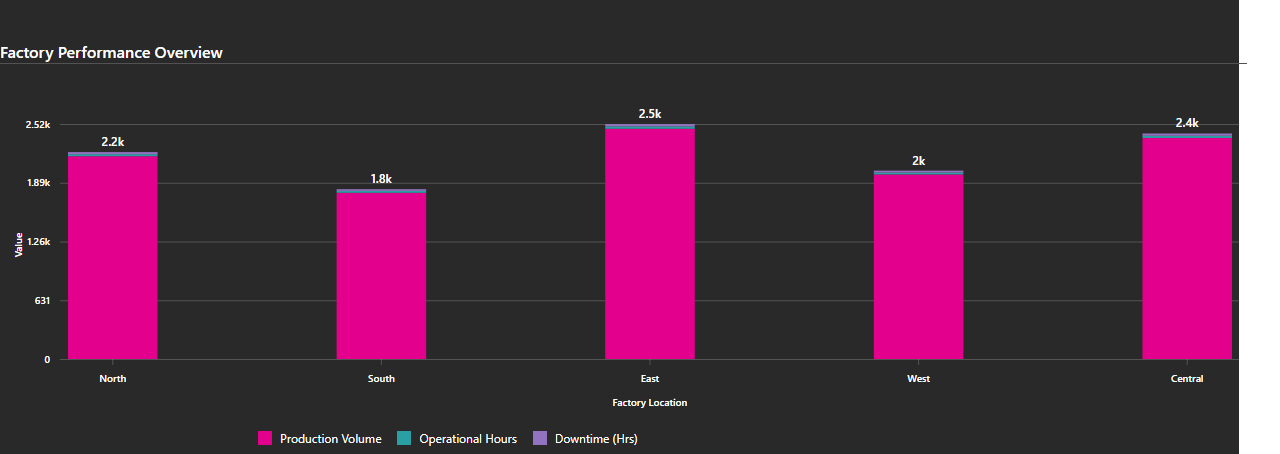 Factory Performance Overview
2.5k
2.52k
2.2k
2.4k
2k
1.89k
1.8k
Value
1.26k
631
0
North South East West Central
Factory Location
Production Volume Operational Hours Downtime (Hrs)